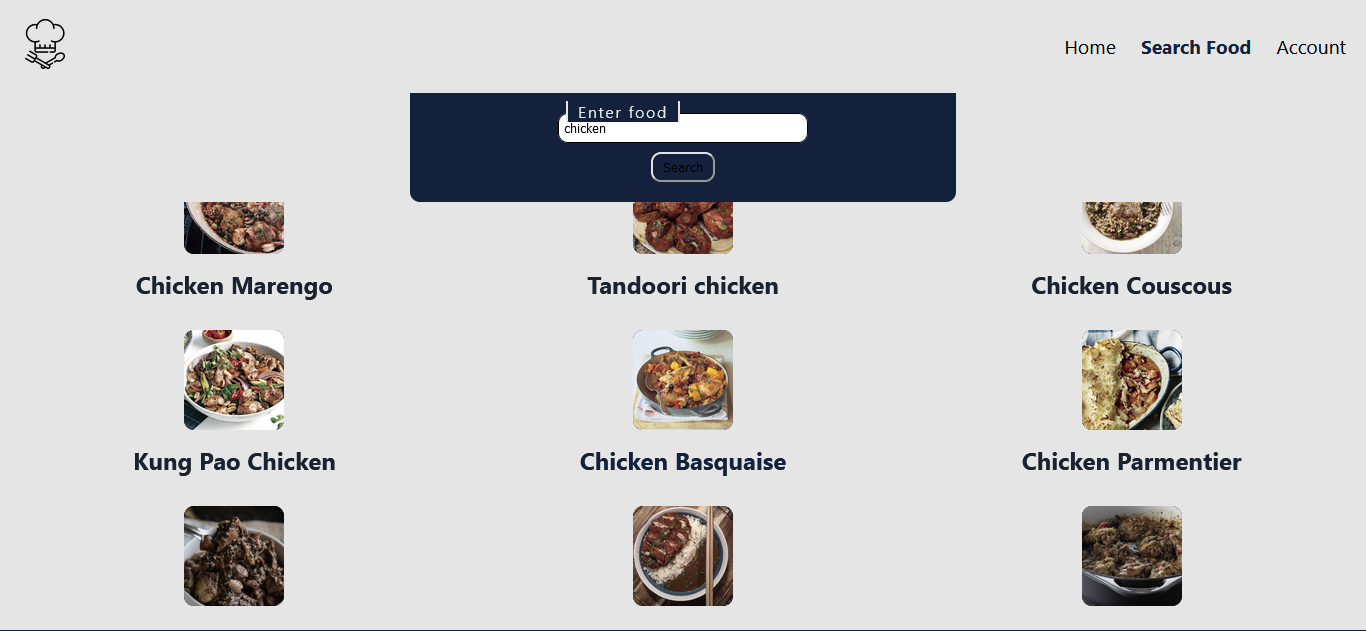 Home Search Food Account
Enter food
chicken
Search
Chicken Marengo Tandoori chicken Chicken Couscous
Kung Pao Chicken Chicken Basquaise Chicken Parmentier